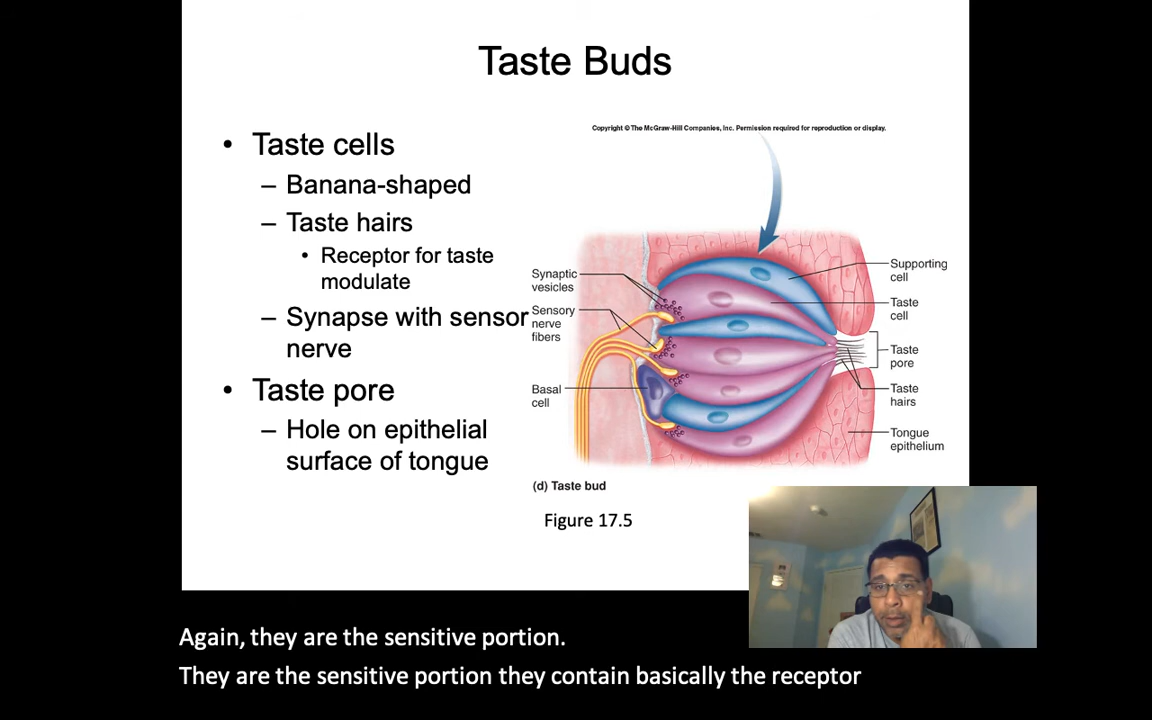 Taste Buds
• Taste cells
– Banana-shaped
– Taste hairs
• Receptor for taste
modulate
– Synapse with sensor
nerve
• Taste pore
– Hole on epithelial
surface of tongue
Copyright © The McGraw-Hill Companies, Inc. Permission required for reproduction or display.
Synaptic
vesicles
Sensory
nerve
fibers
Basal
cell
Supporting
cell
Taste
cell
Taste
pore
Taste
hairs
Tongue
epithelium
(d) Taste bud
Figure 17.5
Again, they are the sensitive portion.
They are the sensitive portion they contain basically the receptor